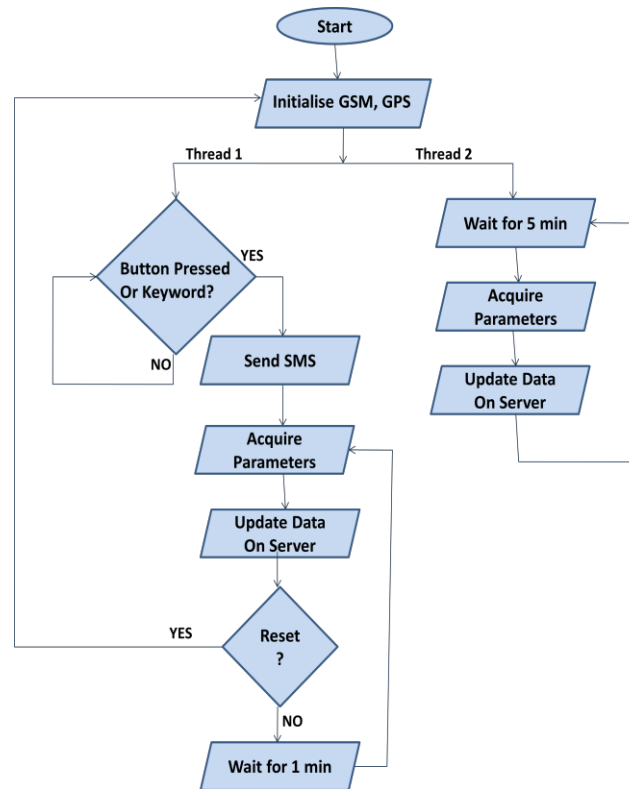 Start
Initialise GSM, GPS
Thread 1
Thread 2
Button Pressed
Or Keyword?
YES
NO
Send SMS
Acquire
Parameters
Update Data
On Server
Reset
?
YES
NO
Wait for 1 min
Wait for 5 min
Acquire
Parameters
Update Data
On Server